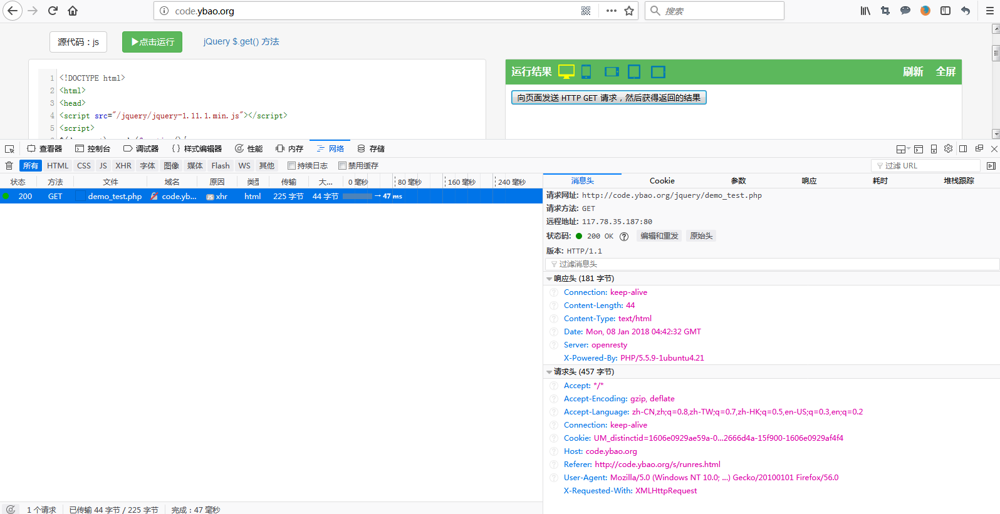 code.ybao.org
搜索
源代码：js
▶点击运行
jQuery $.get() 方法
1 <!DOCTYPE html>
2 <html>
3 <head>
4 <script src="/jquery/jquery-1.11.1.min.js"></script>
5 <script>
运行结果
刷新
全屏
向页面发送 HTTP GET 请求，然后获得返回的结果
查看器 控制台 调试器 {} 样式编辑器 性能 内存 网络 存储
所有 HTML CSS JS XHR 字体 图像 媒体 Flash WS 其他 持续日志 禁用缓存 过滤 URL
状态 方法 文件 域名 原因 类型 传输 大... 0 毫秒 80 毫秒 160 毫秒 240 毫秒
200 GET demo_test.php code.yb... JS xhr html 225 字节 44 字节 → 47 ms
消息头 Cookie 参数 响应 耗时 堆栈跟踪
请求网址: http://code.ybao.org/jquery/demo_test.php
请求方法: GET
远程地址: 117.78.35.187:80
状态码: 200 OK ? 编辑和重发 原始头
版本: HTTP/1.1
过滤消息头
响应头 (181 字节)
Connection: keep-alive
Content-Length: 44
Content-Type: text/html
Date: Mon, 08 Jan 2018 04:42:32 GMT
Server: openresty
X-Powered-By: PHP/5.5.9-1ubuntu4.21
请求头 (457 字节)
Accept: */*
Accept-Encoding: gzip, deflate
Accept-Language: zh-CN,zh;q=0.8,zh-TW;q=0.7,zh-HK;q=0.5,en-US;q=0.3,en;q=0.2
Connection: keep-alive
Cookie: UM_distinctid=1606e0929ae59a-0...2666d4a-15f900-1606e0929af4f4
Host: code.ybao.org
Referer: http://code.ybao.org/s/runres.html
User-Agent: Mozilla/5.0 (Windows NT 10.0; ...) Gecko/20100101 Firefox/56.0
X-Requested-With: XMLHttpRequest
1 个请求 已传输 44 字节 / 225 字节 完成：47 毫秒